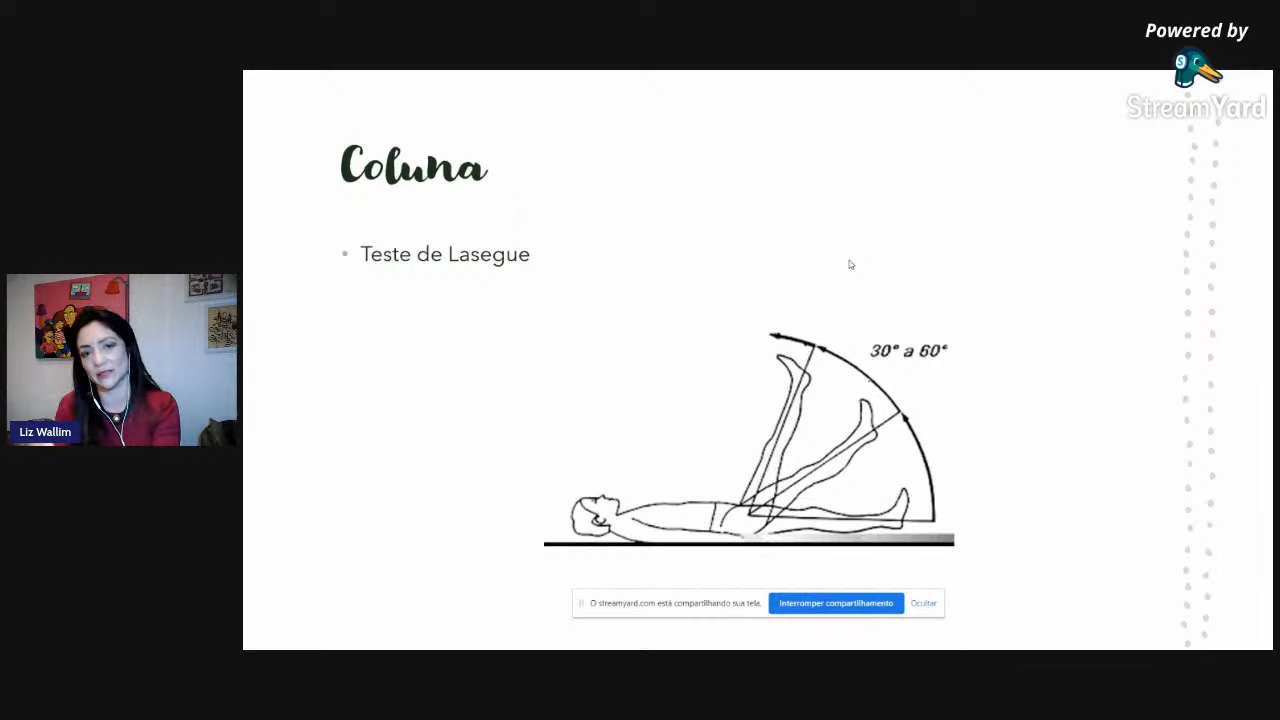 Powered by
StreamYard
Coluna
• Teste de Lasegue
30° a 60°
Liz Wallim
O streamyard.com está compartilhando sua tela.
Interromper compartilhamento
Ocultar